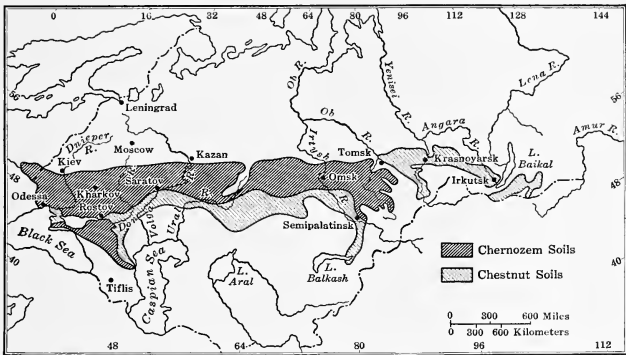 0 16 32 48 64 80 96 112 128 144
56
56
Leningrad
Ob R.
Yenisei R.
Lena R.
Dnieper R.
Moscow
Ob R.
Angara R.
Amur R.
Kiev
Kazan
Irtysh R.
Tomsk
Krasnoyarsk
L. Baikal
48
48
Odessa
Kharkov
Saratov
Omsk
Irkutsk
Rostov
Don
Volga R.
Ural R.
Semipalatinsk
Black Sea
Chernozem Soils
40
40
Caspian Sea
L. Aral
L. Balkash
Chestnut Soils
Tiflis
0 300 600 Miles
0 300 600 Kilometers
48 64 80 96 112